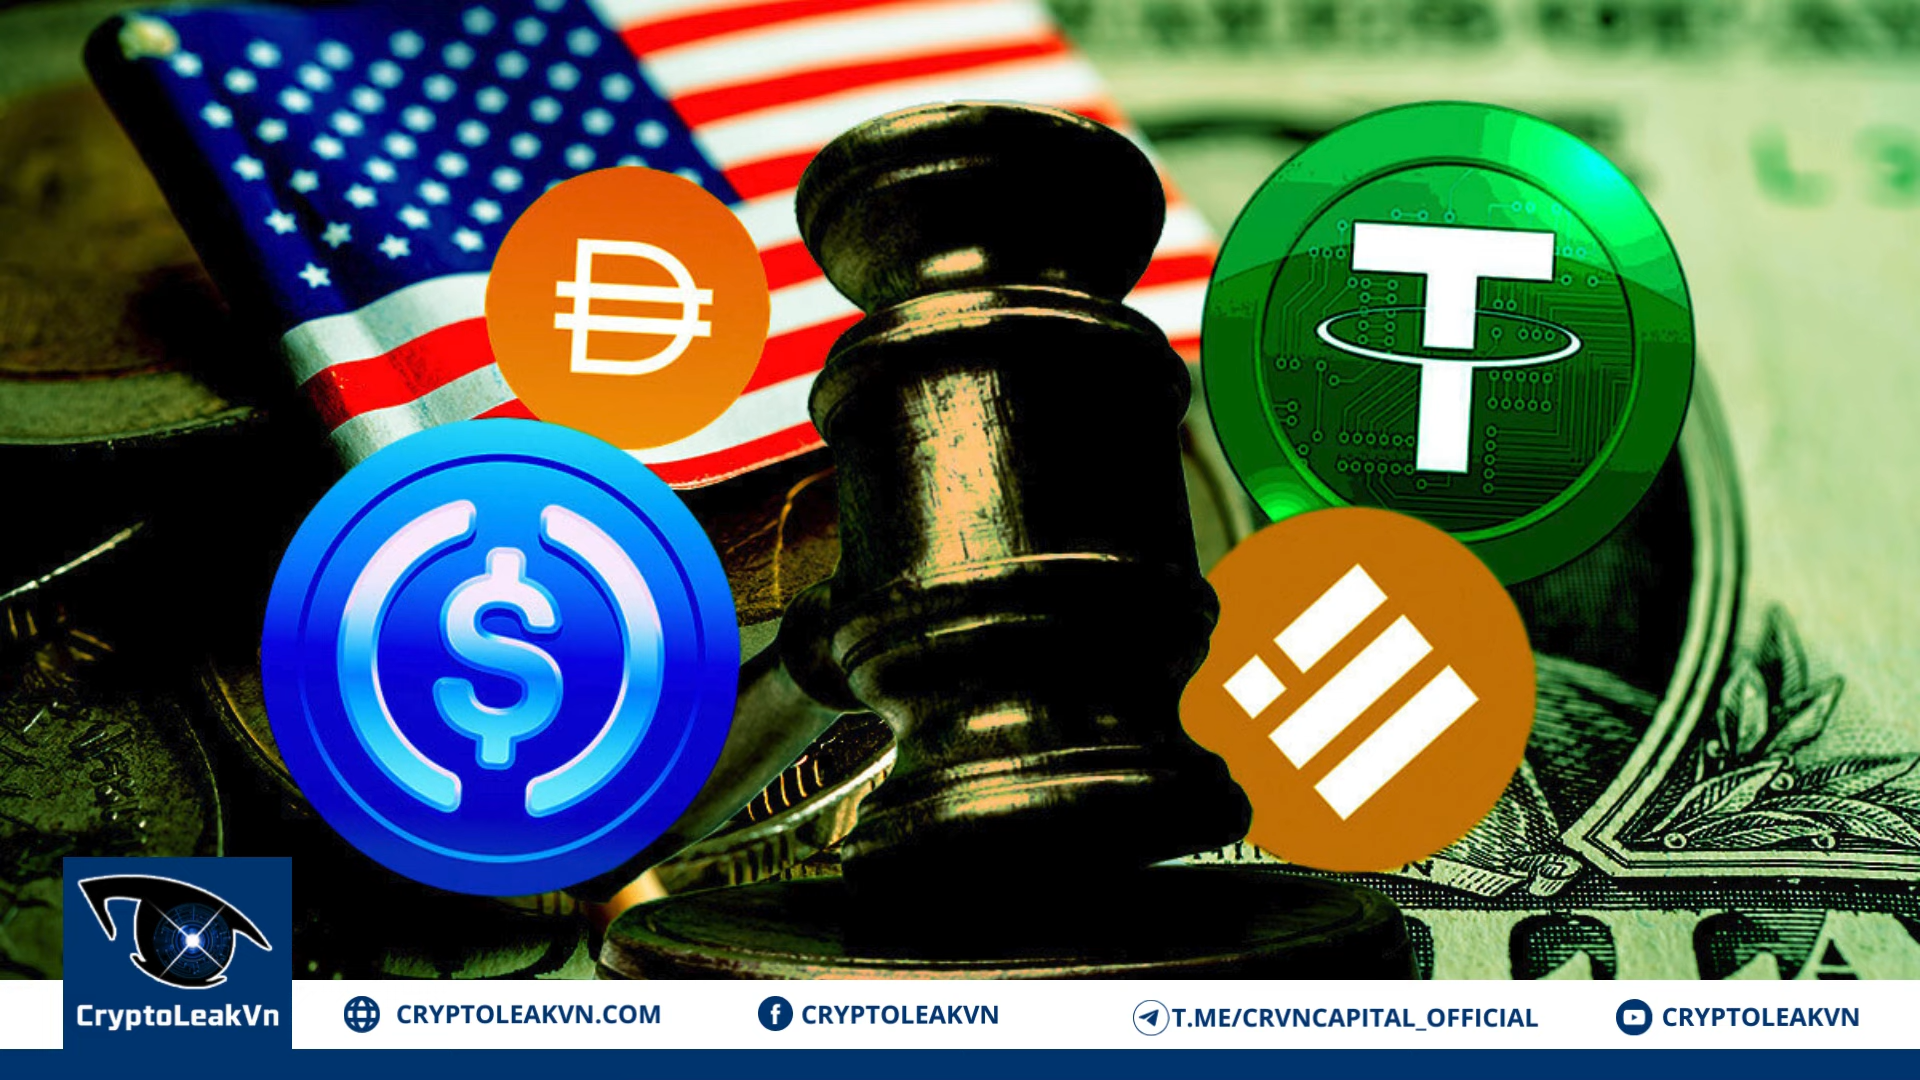 CryptoLeakVn
CRYPTOLEAKVN.COM
CRYPTOLEAKVN
T.ME/CRVNCAPITAL_OFFICIAL
CRYPTOLEAKVN